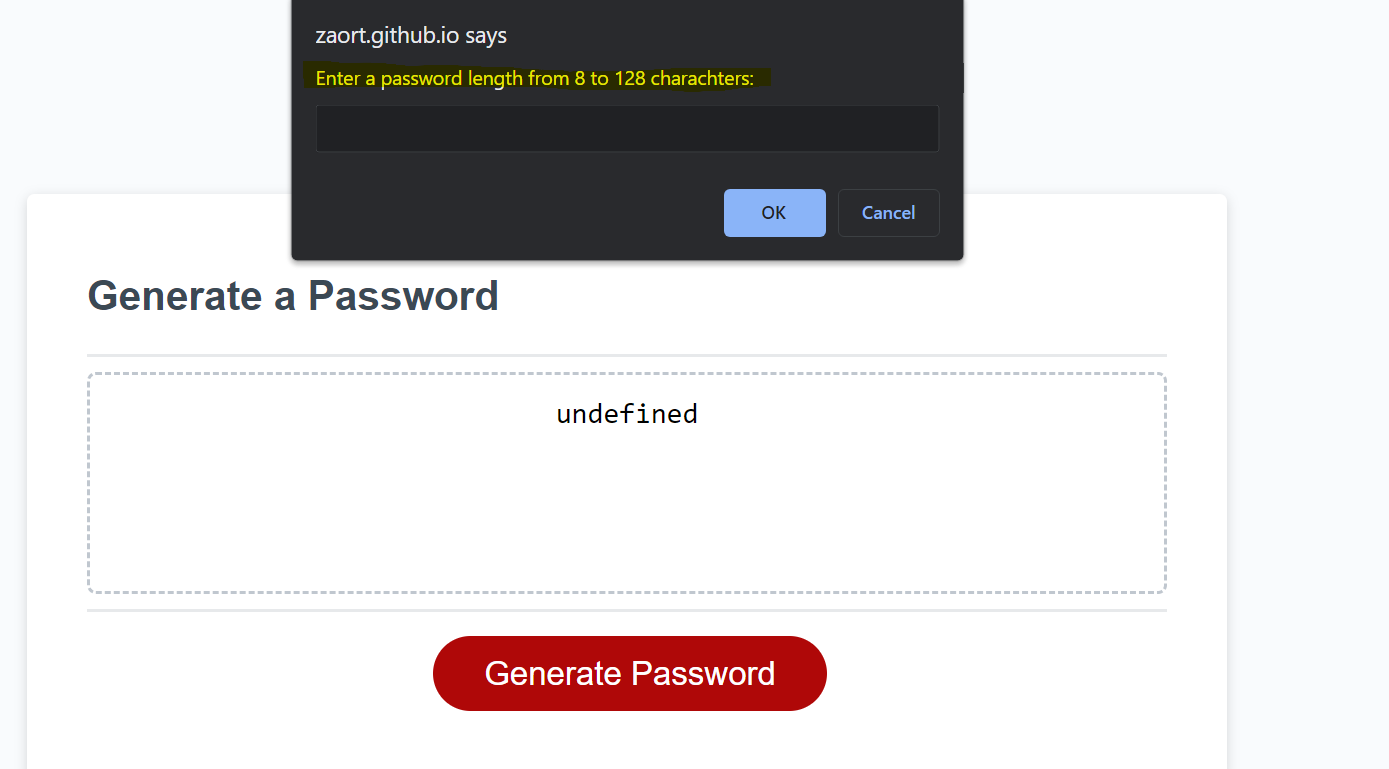 zaort.github.io says
Enter a password length from 8 to 128 charachters:
OK
Cancel
Generate a Password
undefined
Generate Password